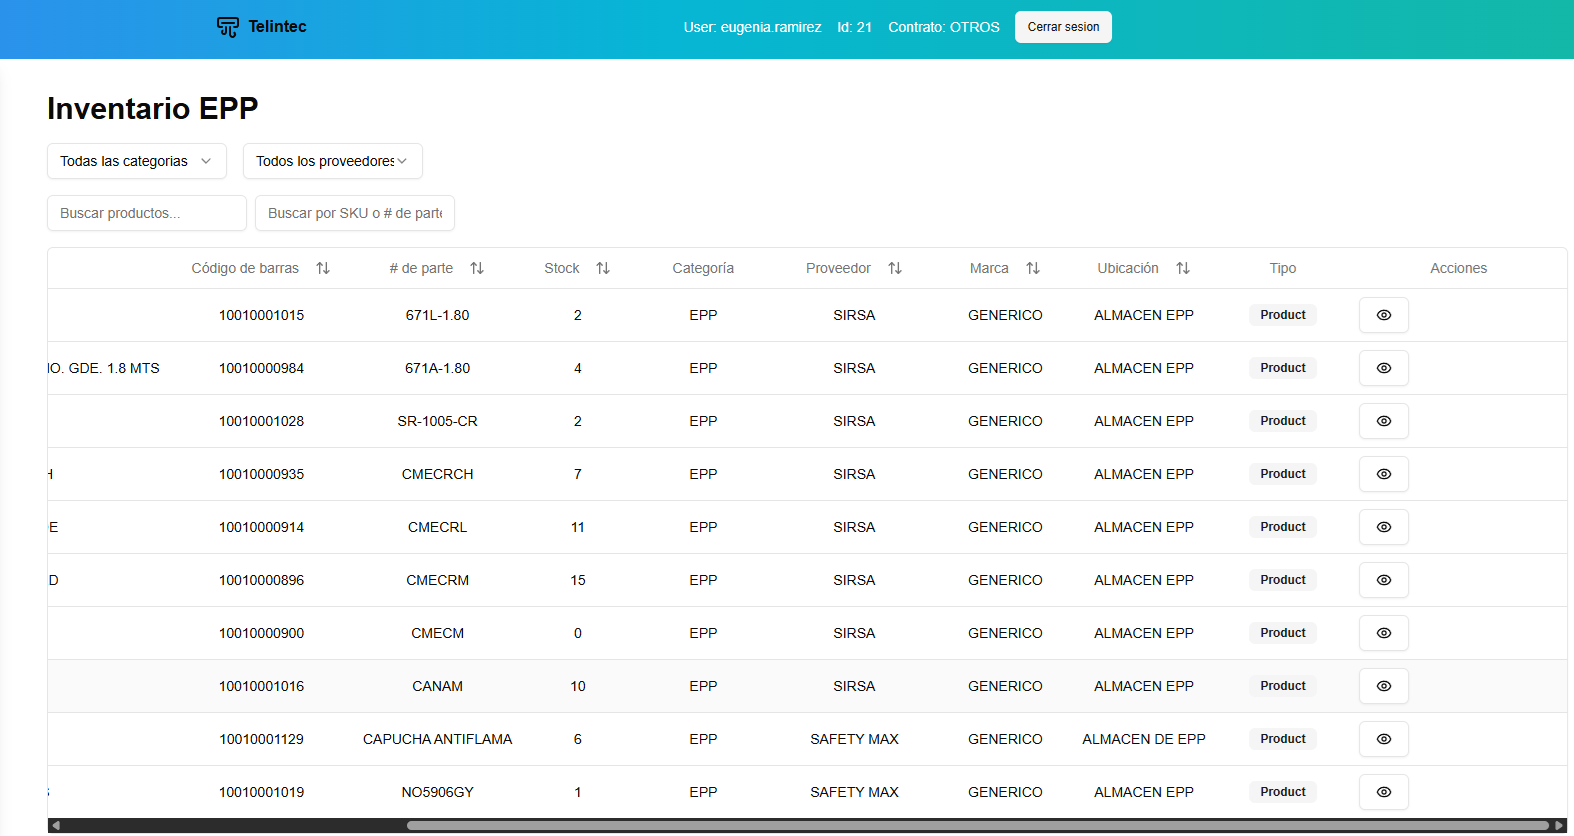 Telintec
User: eugenia.ramirez Id: 21 Contrato: OTROS Cerrar sesion
Inventario EPP
Todas las categorias Todos los proveedores
Buscar productos... Buscar por SKU o # de parte
Código de barras # de parte Stock Categoría Proveedor Marca Ubicación Tipo Acciones
10010001015 671L-1.80 2 EPP SIRSA GENERICO ALMACEN EPP Product
O. GDE. 1.8 MTS 10010000984 671A-1.80 4 EPP SIRSA GENERICO ALMACEN EPP Product
10010001028 SR-1005-CR 2 EPP SIRSA GENERICO ALMACEN EPP Product
H 10010000935 CMECRCH 7 EPP SIRSA GENERICO ALMACEN EPP Product
E 10010000914 CMECRL 11 EPP SIRSA GENERICO ALMACEN EPP Product
D 10010000896 CMECRM 15 EPP SIRSA GENERICO ALMACEN EPP Product
10010000900 CMECM 0 EPP SIRSA GENERICO ALMACEN EPP Product
10010001016 CANAM 10 EPP SIRSA GENERICO ALMACEN EPP Product
10010001129 CAPUCHA ANTIFLAMA 6 EPP SAFETY MAX GENERICO ALMACEN DE EPP Product
10010001019 NO5906GY 1 EPP SAFETY MAX GENERICO ALMACEN EPP Product